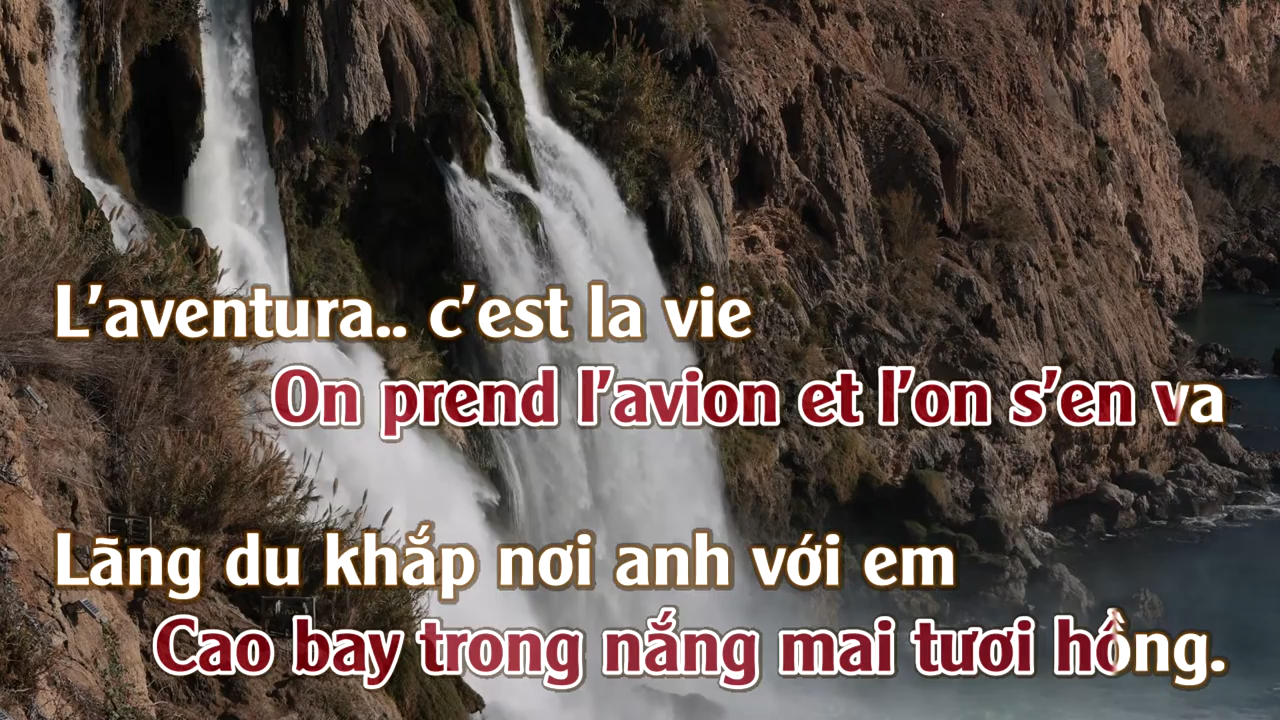 L'aventura.. c'est la vie
On prend l'avion et l'on s'en va
Lãng du khắp nơi anh với em
Cao bay trong nắng mai tươi hồng.